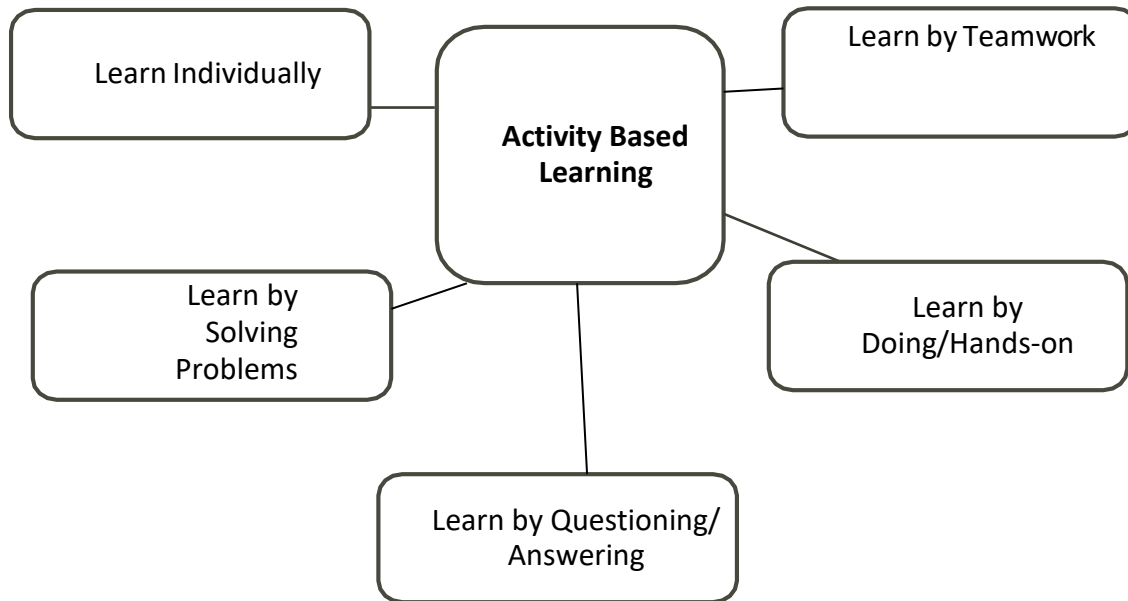 Learn Individually
Activity Based
Learning
Learn by Teamwork
Learn by
Solving
Problems
Learn by
Doing/Hands-on
Learn by Questioning/
Answering